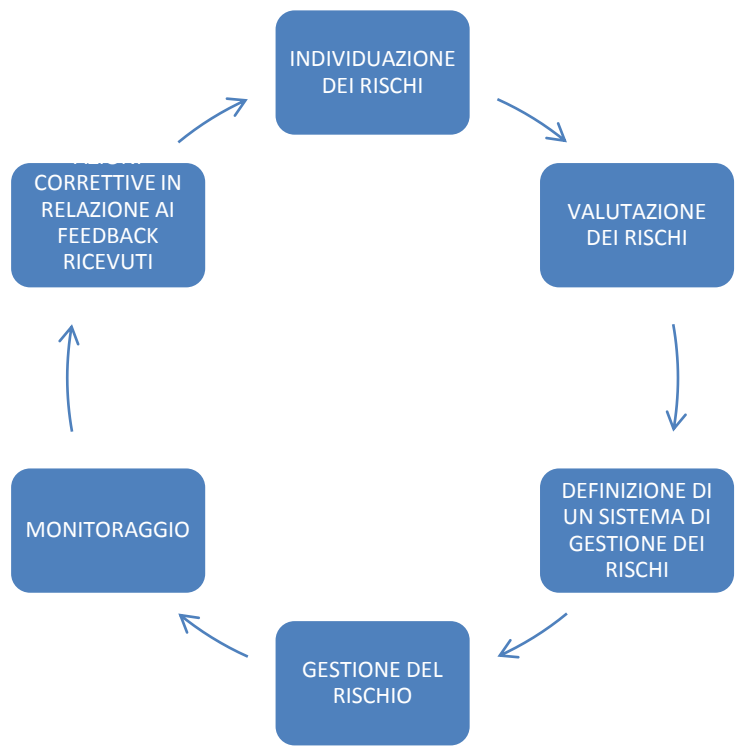 INDIVIDUAZIONE
DEI RISCHI
VALUTAZIONE
DEI RISCHI
DEFINIZIONE DI
UN SISTEMA DI
GESTIONE DEI
RISCHI
GESTIONE DEL
RISCHIO
MONITORAGGIO
CORRETTIVE IN
RELAZIONE AI
FEEDBACK
RICEVUTI